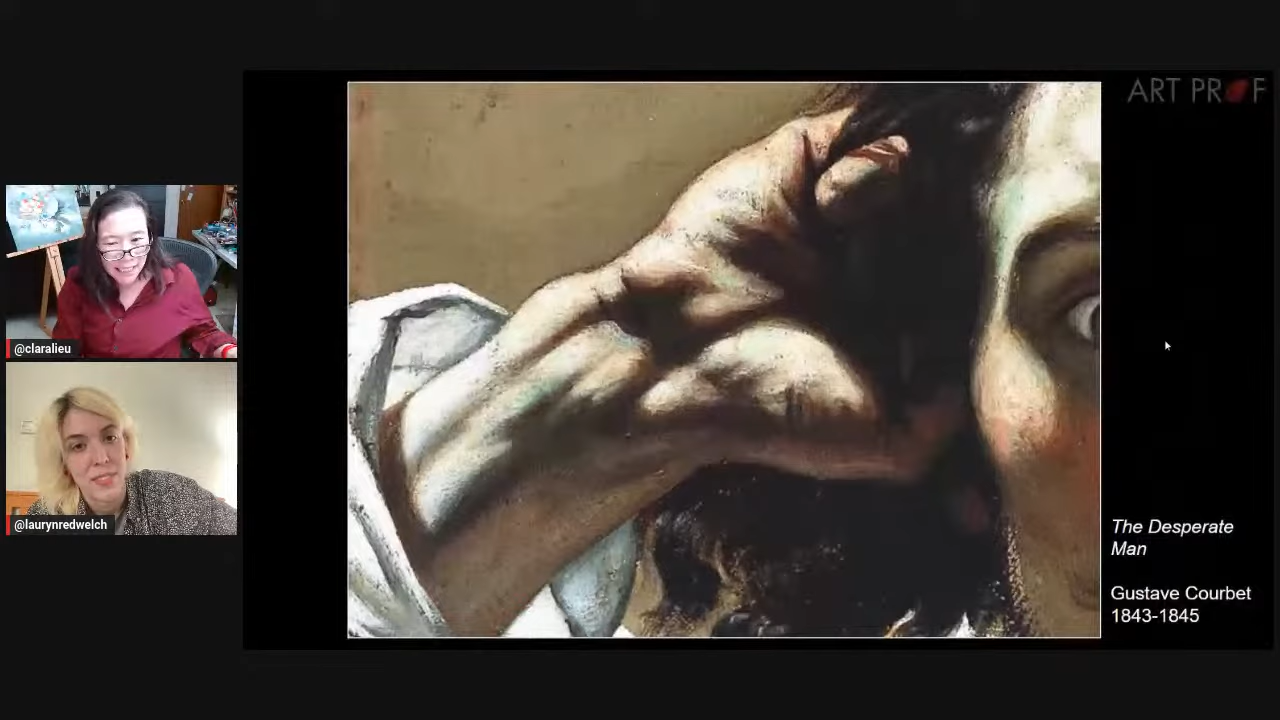 ART PROF
@claralieu
@laurynredwelch
The Desperate
Man
Gustave Courbet
1843-1845